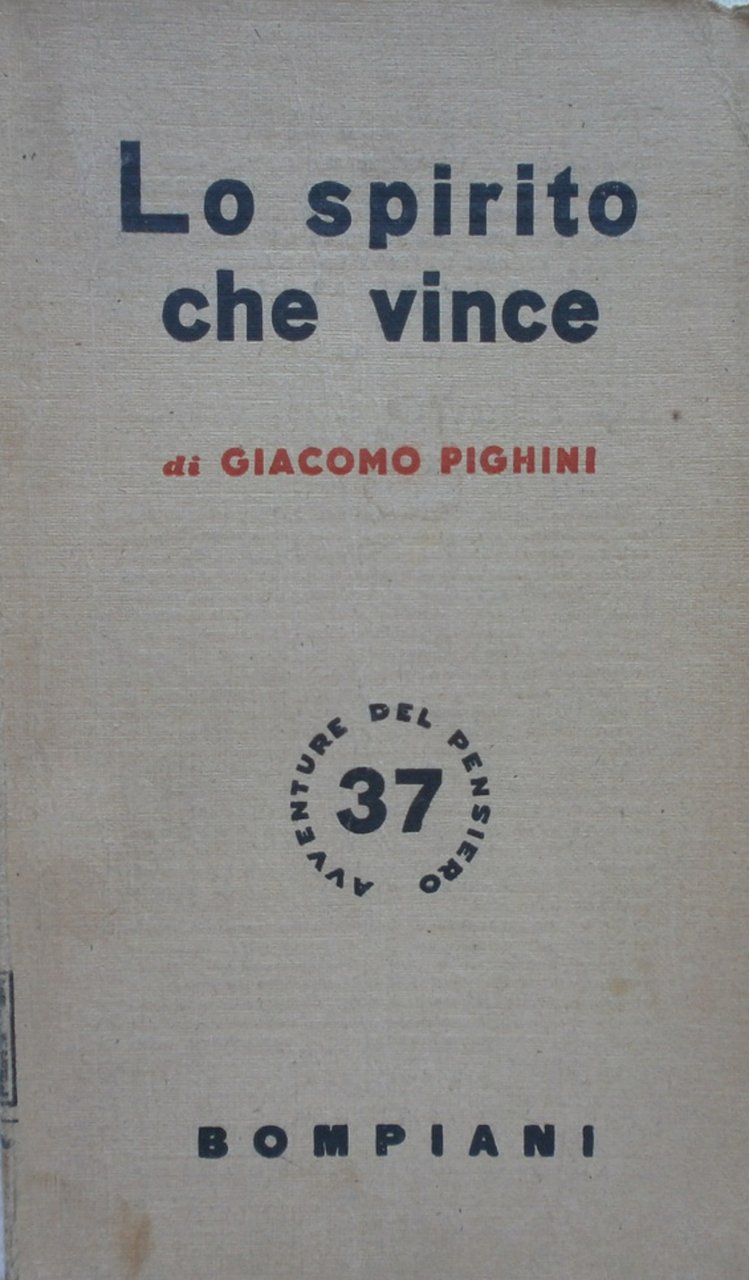 Lo spirito
che vince
di GIACOMO PIGHINI
AVVENTURE DEL PENSIERO
37
BOMPIANI